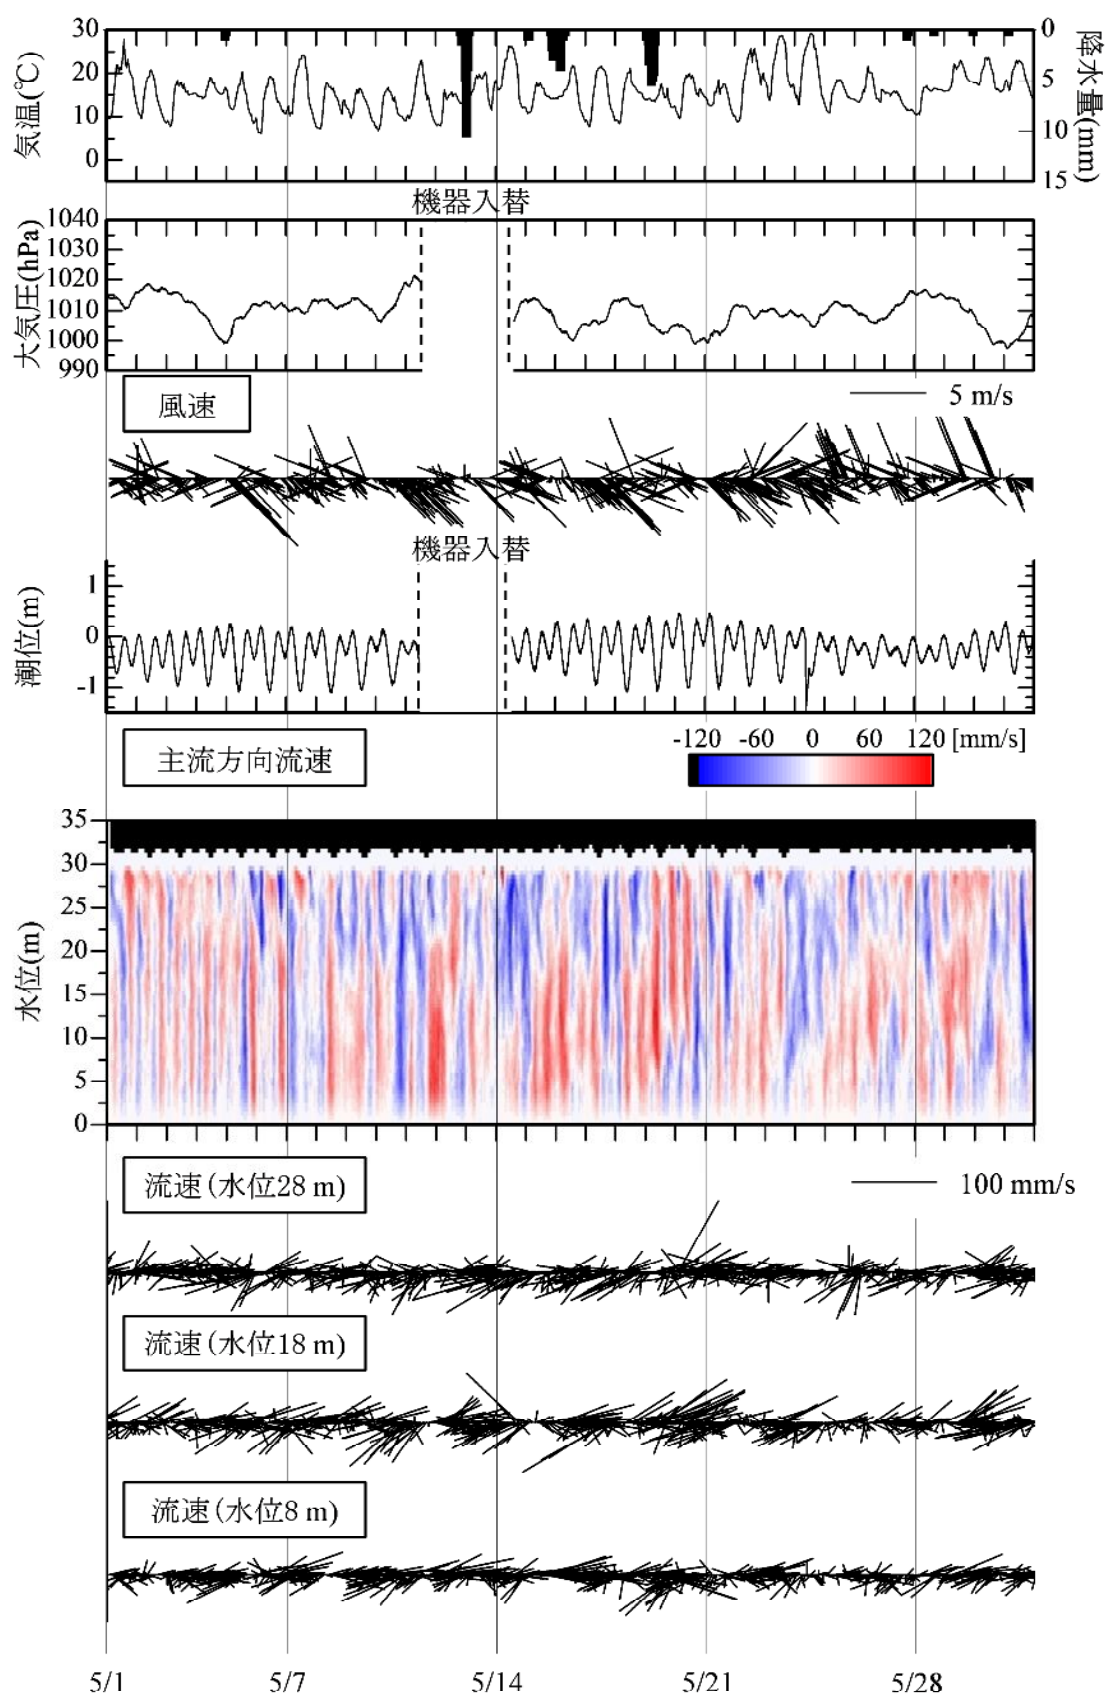 30
20
10
0
気温(℃)
0
5
10
15
降水量(mm)
機器入替
1040
1030
1020
1010
1000
990
大気圧(hPa)
風速
5 m/s
機器入替
1
0
-1
潮位(m)
主流方向流速
-120 -60 0 60 120 [mm/s]
35
30
25
20
15
10
5
0
水位(m)
流速(水位28 m)
100 mm/s
流速(水位18 m)
流速(水位8 m)
5/1 5/7 5/14 5/21 5/28